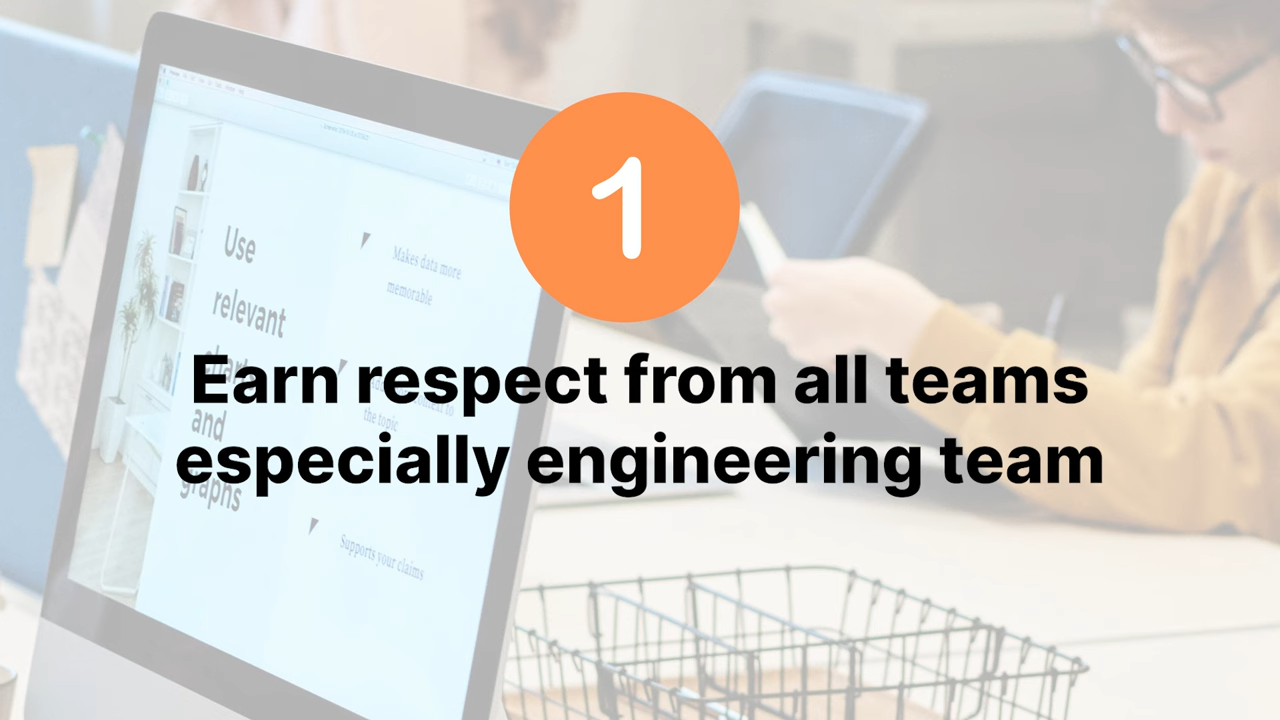 1
Earn respect from all teams
especially engineering team
Use
relevant
charts
and
graphs
Makes data more
memorable
the topic
Supports your claims